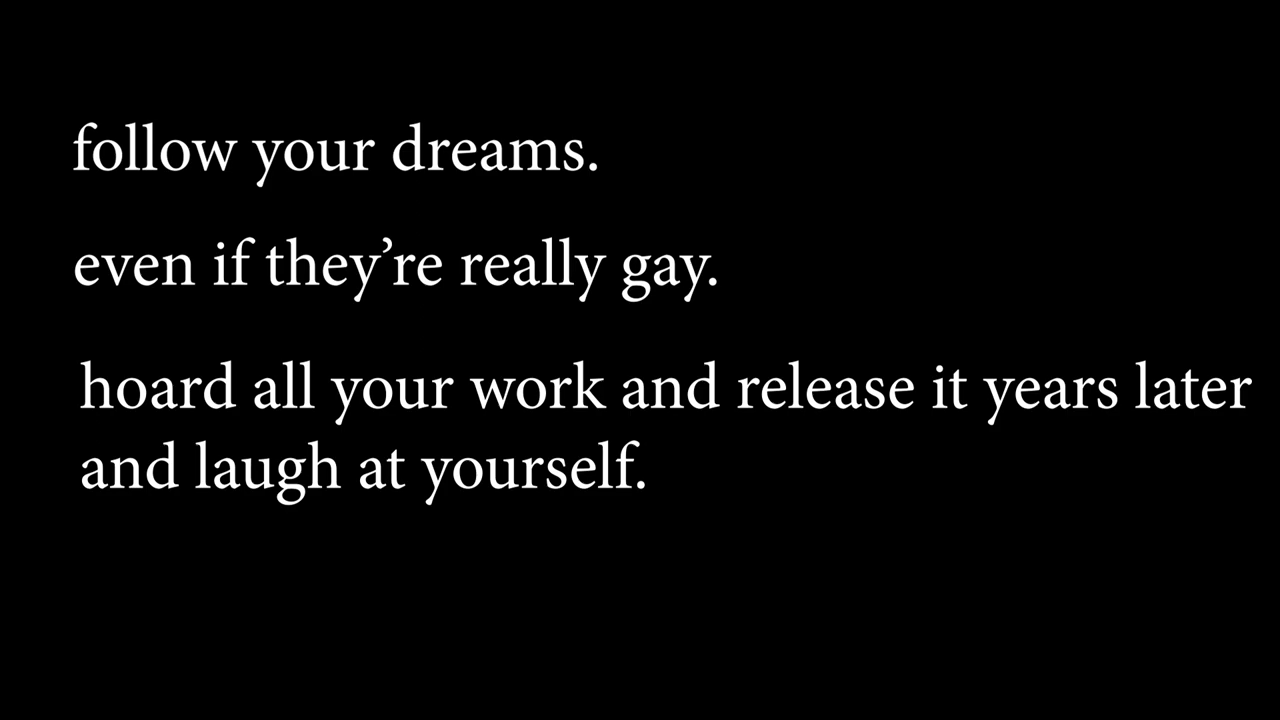 follow your dreams.
even if they’re really gay.
hoard all your work and release it years later
and laugh at yourself.